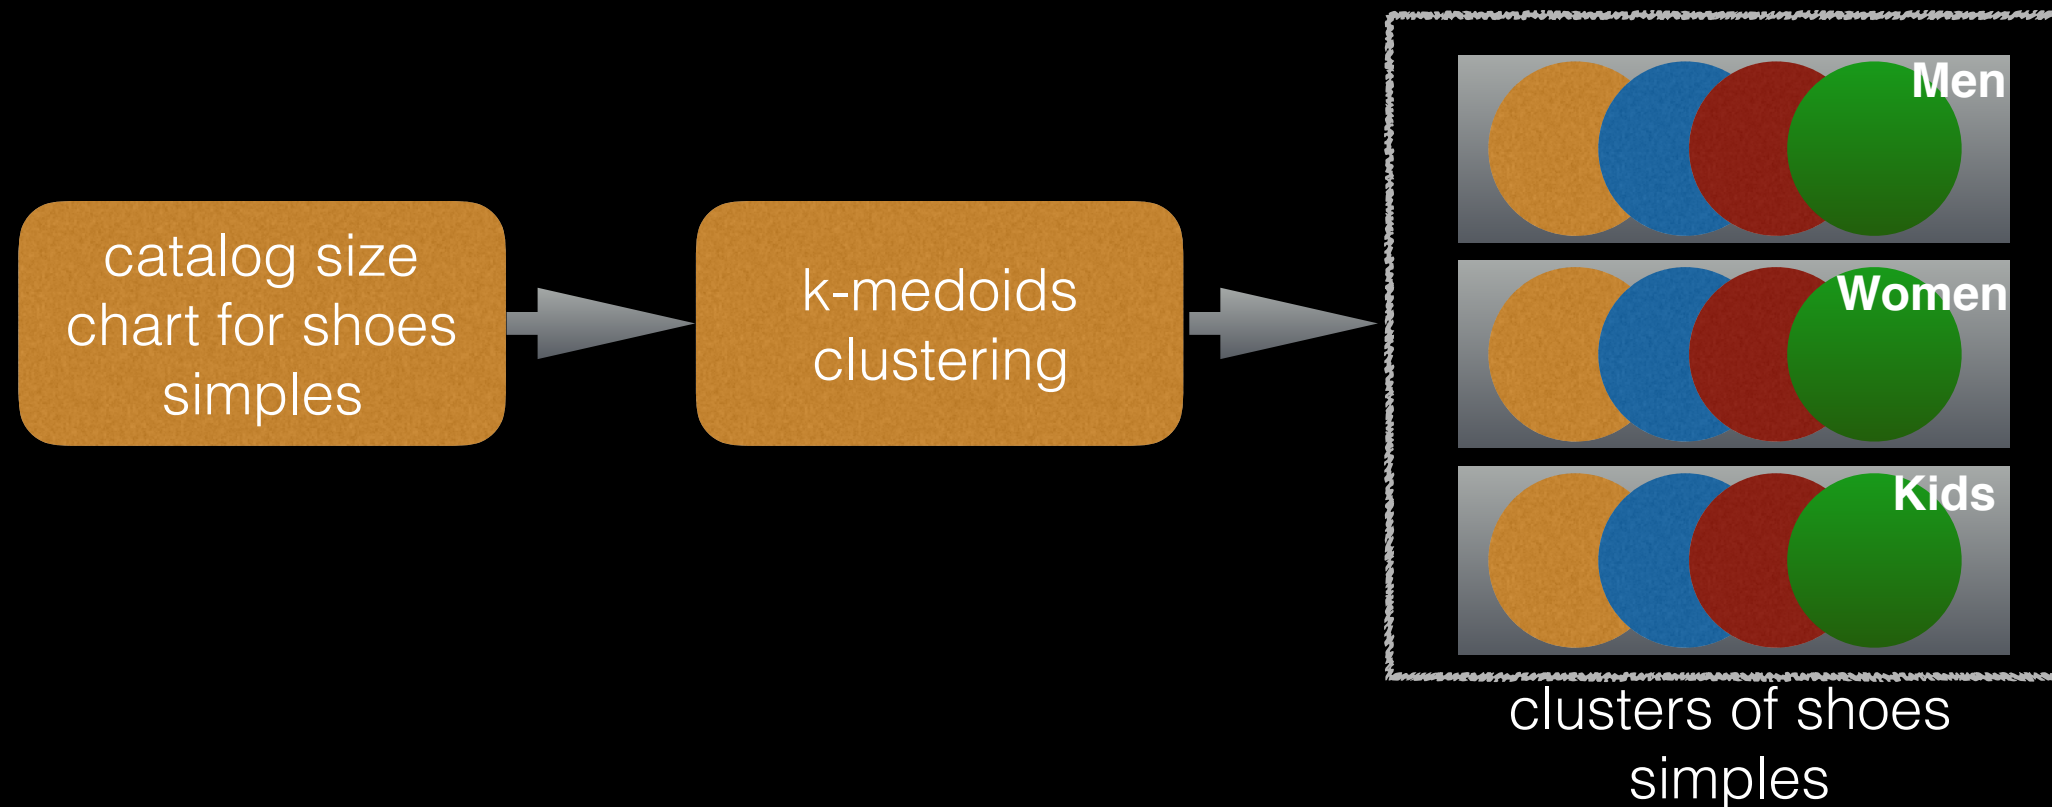 catalog size
chart for shoes
simples
k-medoids
clustering
Men
Women
Kids
clusters of shoes
simples